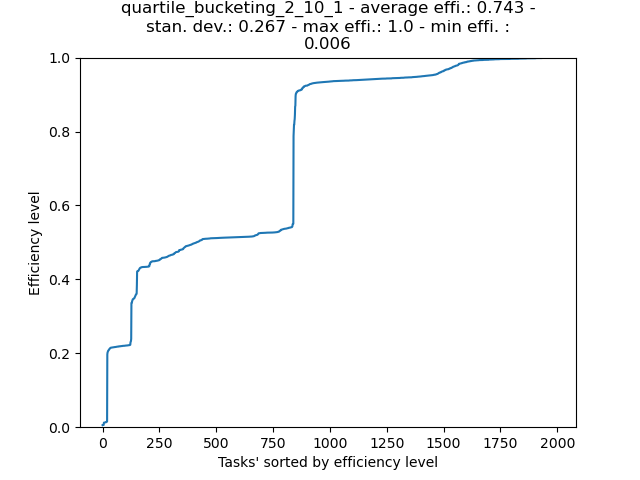 quartile_bucketing_2_10_1 - average effi.: 0.743 -
stan. dev.: 0.267 - max effi.: 1.0 - min effi. :
0.006
1.0
0.8
0.6
0.4
0.2
0.0
Efficiency level
0 250 500 750 1000 1250 1500 1750 2000
Tasks' sorted by efficiency level